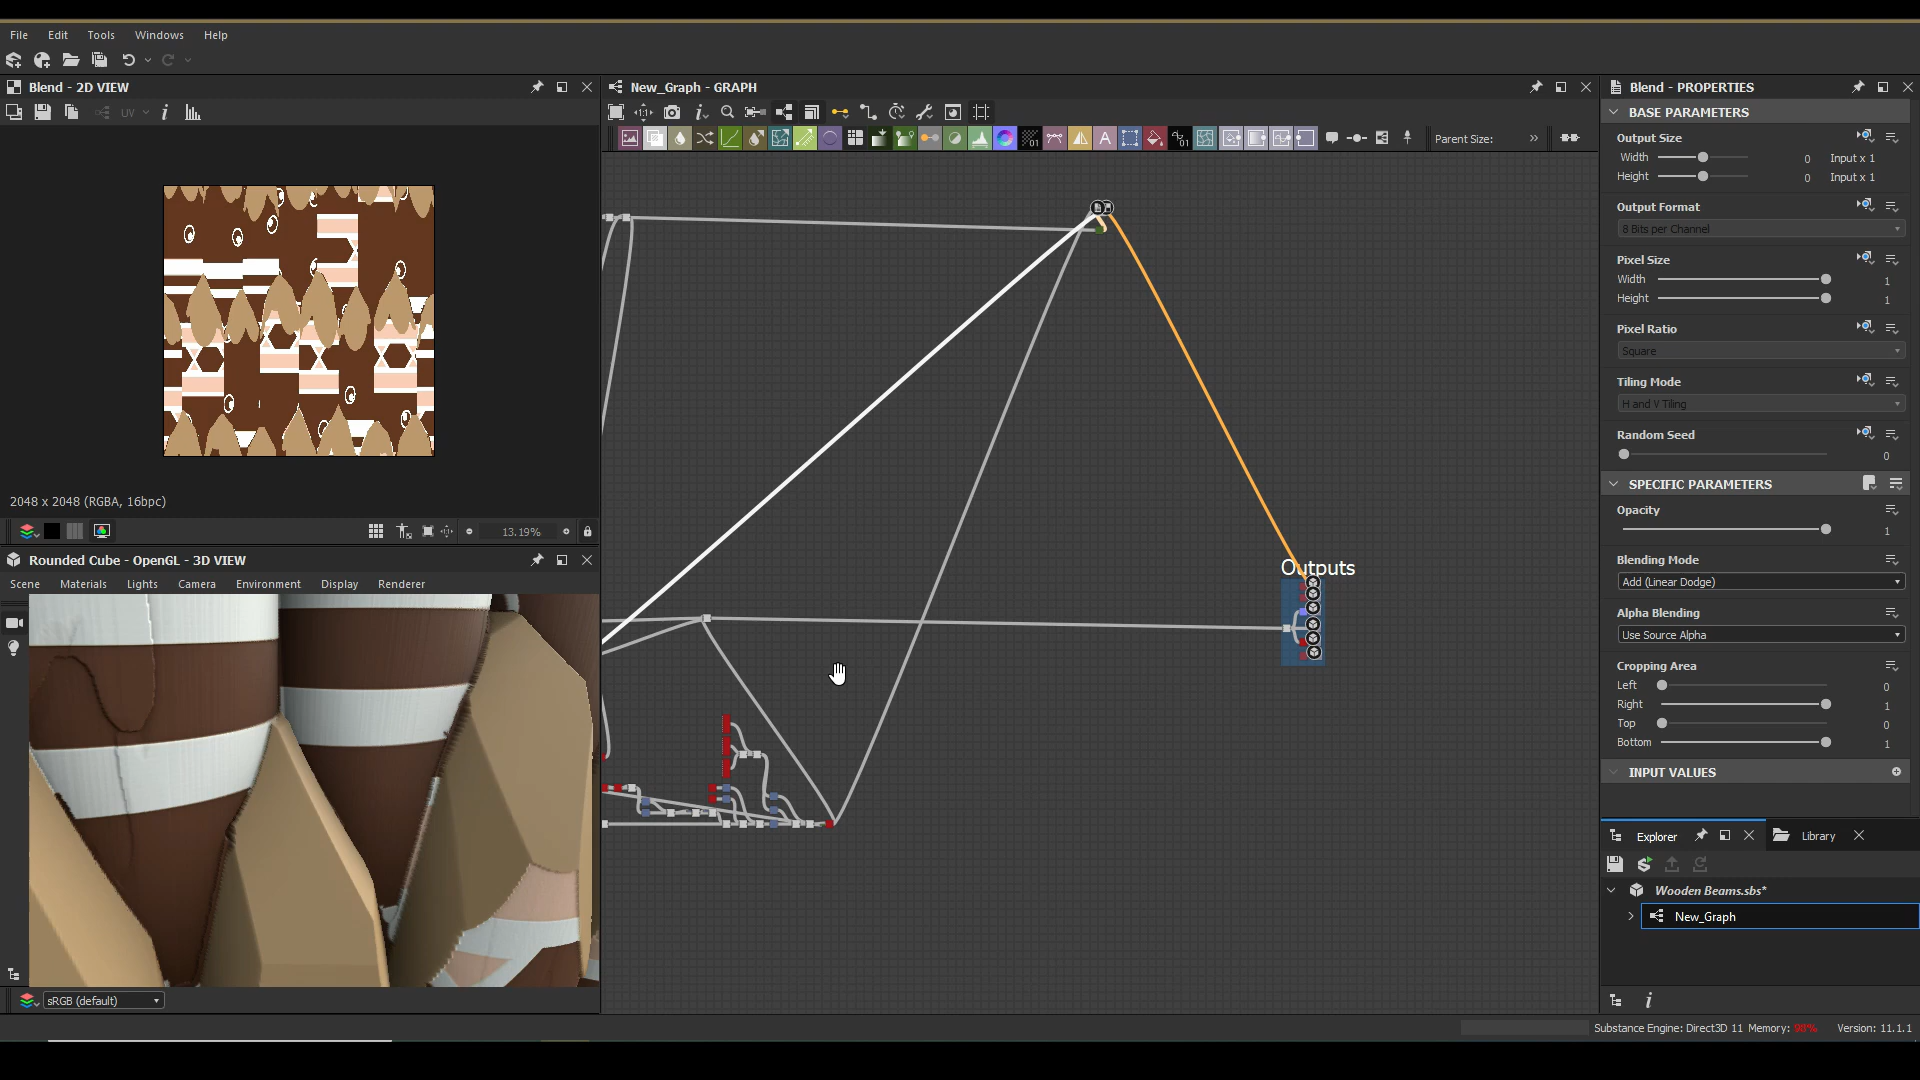 File Edit Tools Windows Help
Blend - 2D VIEW
UV
2048 x 2048 (RGBA, 16bpc)
13.19%
Rounded Cube - OpenGL - 3D VIEW
Scene Materials Lights Camera Environment Display Renderer
sRGB (default)
New_Graph - GRAPH
Parent Size:
Outputs
Blend - PROPERTIES
BASE PARAMETERS
Output Size
Width 0 Input x 1
Height 0 Input x 1
Output Format
8 Bits per Channel
Pixel Size
Width 1
Height 1
Pixel Ratio
Square
Tiling Mode
H and V Tiling
Random Seed
0
SPECIFIC PARAMETERS
Opacity
1
Blending Mode
Add (Linear Dodge)
Alpha Blending
Use Source Alpha
Cropping Area
Left 0
Right 1
Top 0
Bottom 1
INPUT VALUES
Explorer Library
Wooden Beams.sbs*
New_Graph
Substance Engine: Direct3D 11 Memory: 98% Version: 11.1.1